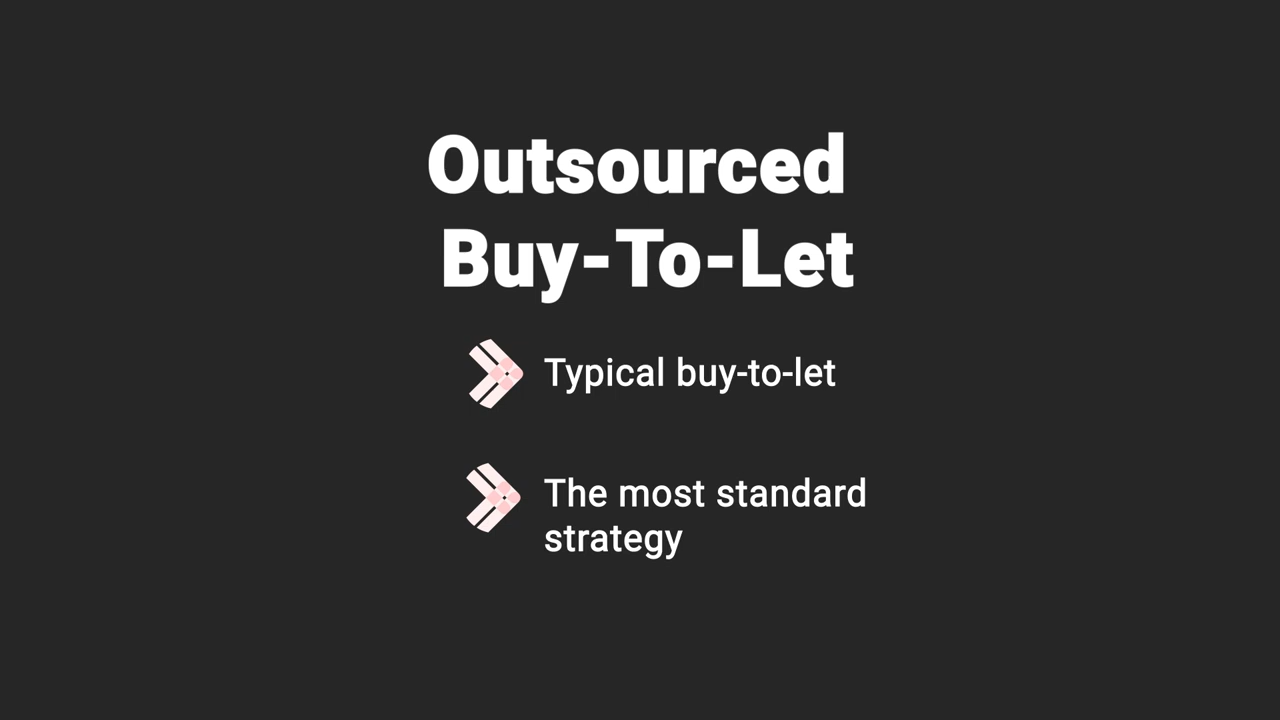 Outsourced
Buy-To-Let
Typical buy-to-let
The most standard
strategy